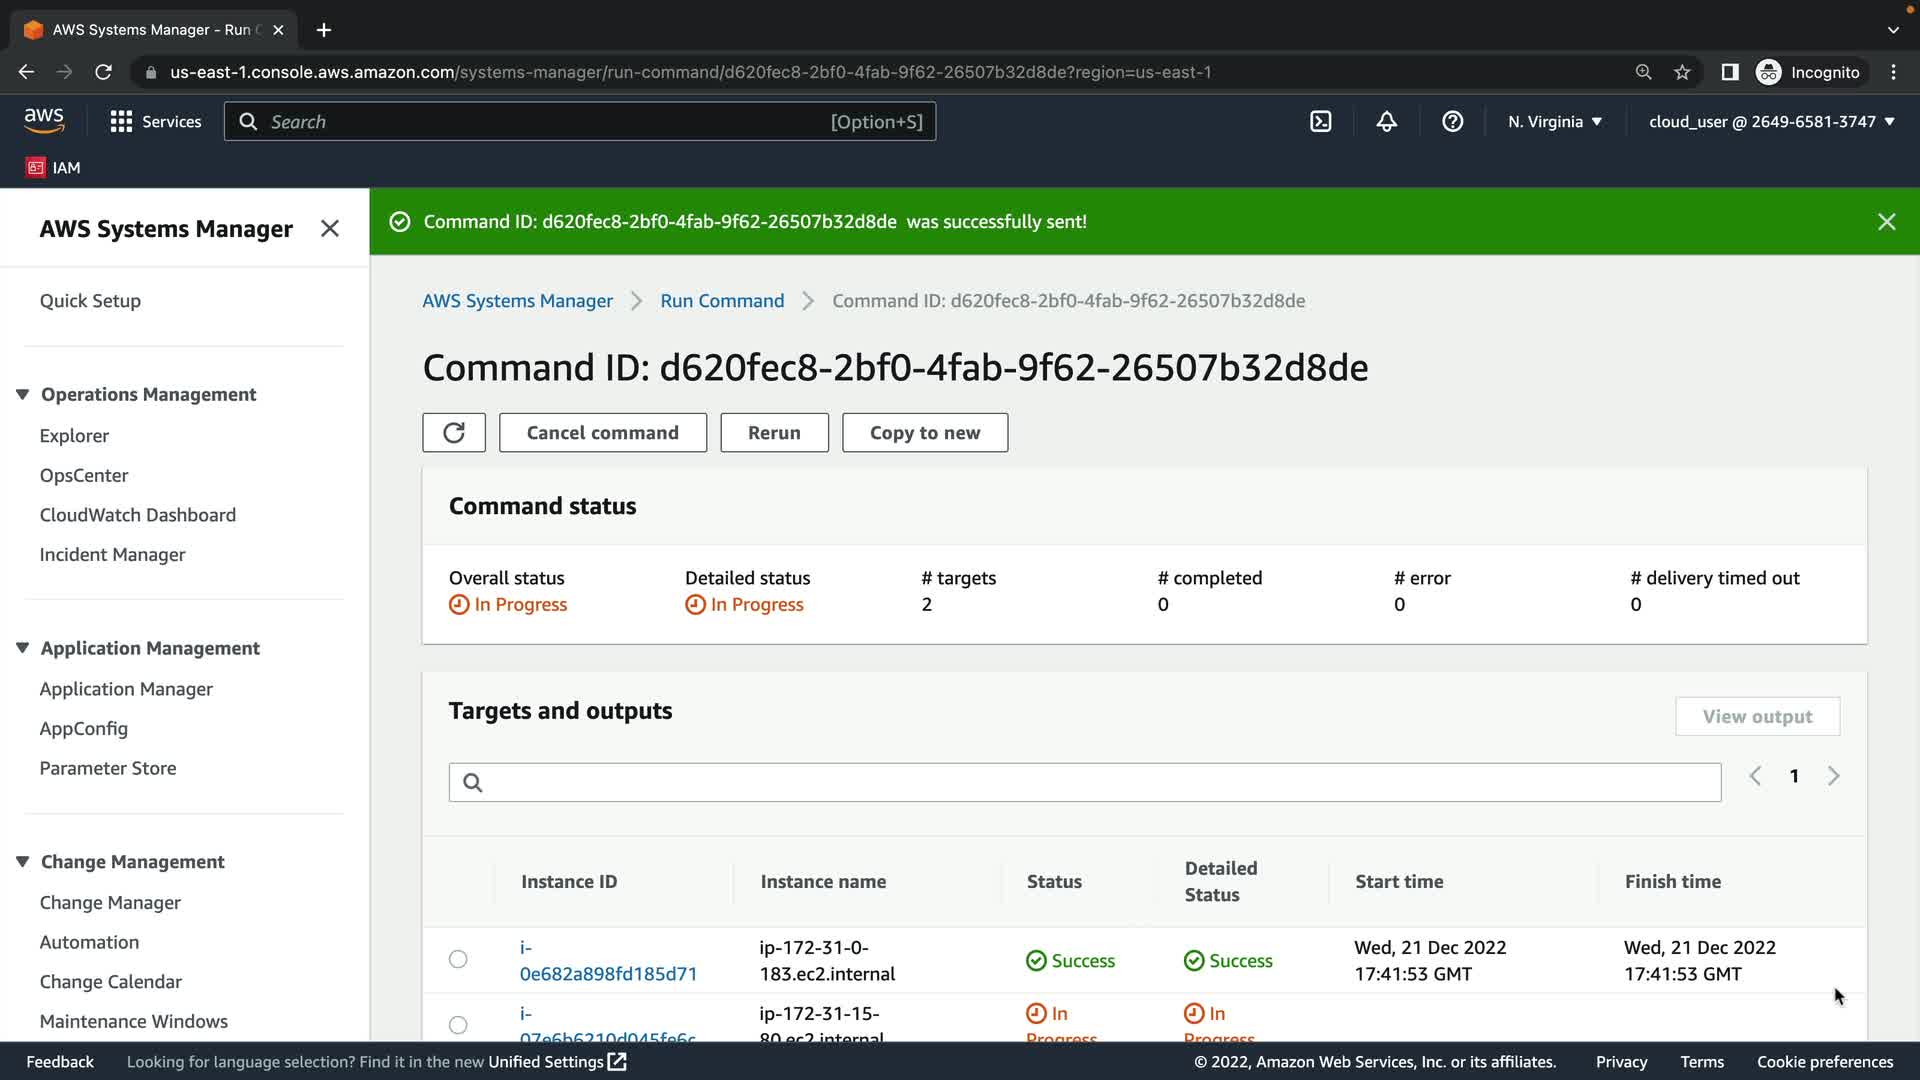 AWS Systems Manager - Run C
us-east-1.console.aws.amazon.com/systems-manager/run-command/d620fec8-2bf0-4fab-9f62-26507b32d8de?region=us-east-1
Incognito
aws
Services
Search
[Option+S]
N. Virginia
cloud_user @ 2649-6581-3747
IAM
AWS Systems Manager
Quick Setup
Operations Management
Explorer
OpsCenter
CloudWatch Dashboard
Incident Manager
Application Management
Application Manager
AppConfig
Parameter Store
Change Management
Change Manager
Automation
Change Calendar
Maintenance Windows
Command ID: d620fec8-2bf0-4fab-9f62-26507b32d8de was successfully sent!
AWS Systems Manager > Run Command > Command ID: d620fec8-2bf0-4fab-9f62-26507b32d8de
Command ID: d620fec8-2bf0-4fab-9f62-26507b32d8de
Cancel command
Rerun
Copy to new
Command status
Overall status
In Progress
Detailed status
In Progress
# targets
2
# completed
0
# error
0
# delivery timed out
0
Targets and outputs
View output
1
Instance ID
Instance name
Status
Detailed
Status
Start time
Finish time
i-
0e682a898fd185d71
ip-172-31-0-
183.ec2.internal
Success
Success
Wed, 21 Dec 2022
17:41:53 GMT
Wed, 21 Dec 2022
17:41:53 GMT
i-
07e6b6210d045fe6c
ip-172-31-15-
80.ec2.internal
In
Progress
In
Progress
Feedback
Looking for language selection? Find it in the new Unified Settings
© 2022, Amazon Web Services, Inc. or its affiliates.
Privacy
Terms
Cookie preferences